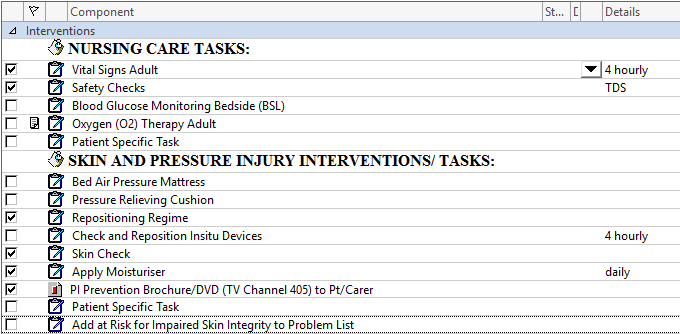 Component St... D Details
Interventions
NURSING CARE TASKS:
Vital Signs Adult 4 hourly
Safety Checks TDS
Blood Glucose Monitoring Bedside (BSL)
Oxygen (O2) Therapy Adult
Patient Specific Task
SKIN AND PRESSURE INJURY INTERVENTIONS/ TASKS:
Bed Air Pressure Mattress
Pressure Relieving Cushion
Repositioning Regime
Check and Reposition Insitu Devices 4 hourly
Skin Check
Apply Moisturiser daily
PI Prevention Brochure/DVD (TV Channel 405) to Pt/Carer
Patient Specific Task
Add at Risk for Impaired Skin Integrity to Problem List